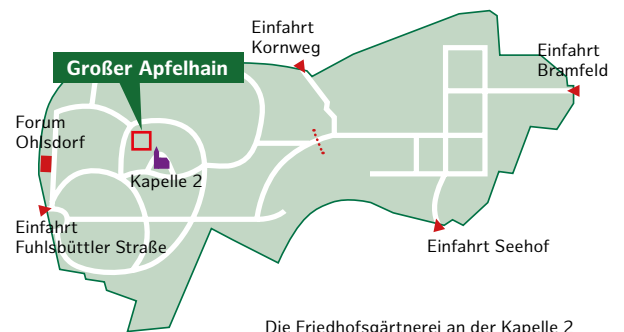 Einfahrt
Kornweg
Einfahrt
Bramfeld
Großer Apfelhain
Forum
Ohlsdorf
Kapelle 2
Einfahrt
Fuhlsbüttler Straße
Einfahrt Seehof
Die Friedhofsgärtnerei an der Kapelle 2